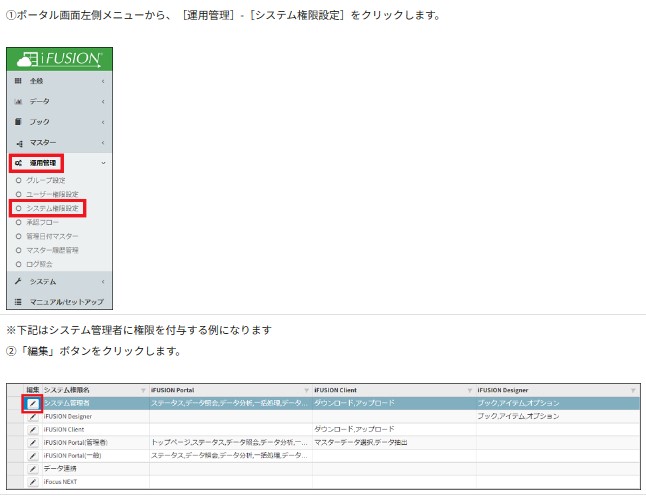 ①ポータル画面左側メニューから、［運用管理］-［システム権限設定］をクリックします。
iFUSION
全般
データ
ブック
マスター
運用管理
グループ設定
ユーザー権限設定
システム権限設定
承認フロー
管理日付マスター
マスター履歴管理
ログ照会
システム
マニュアル/セットアップ
※下記はシステム管理者に権限を付与する例になります
②「編集」ボタンをクリックします。
編集 システム権限名 iFUSION Portal iFUSION Client iFUSION Designer
システム管理者 ステータス,データ照会,データ分析,一括処理,データ... ダウンロード,アップロード ブック,アイテム,オプション
iFUSION Designer ブック,アイテム,オプション
iFUSION Client ダウンロード,アップロード
iFUSION Portal(管理者) トップページ,ステータス,データ照会,データ分析,一... マスターデータ選択,データ抽出
iFUSION Portal(一般) ステータス,データ照会,データ分析,一括処理,データ...
データ連携
iFocus NEXT